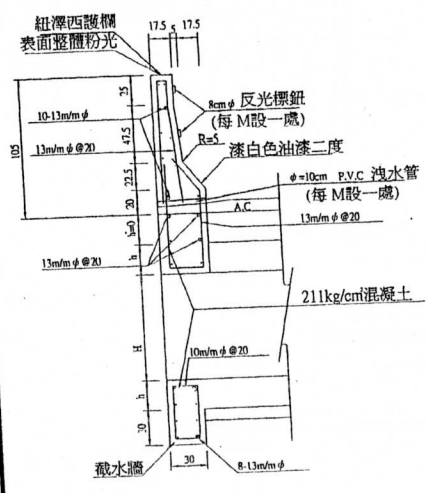 紐澤西護欄
表面整體粉光
17.5 5 17.5
25
8cmφ 反光標鈕
(每 M設一處)
10-13m/mφ
105
47.5
R=5
13m/mφ@20
漆白色油漆二度
22.5
φ=10cm P.V.C 洩水管
(每 M設一處)
20
A.C
13m/mφ@20
h
13m/mφ@20
211kg/cm²混凝土
H
10m/mφ@20
h
30
截水牆
30
8-13m/mφ